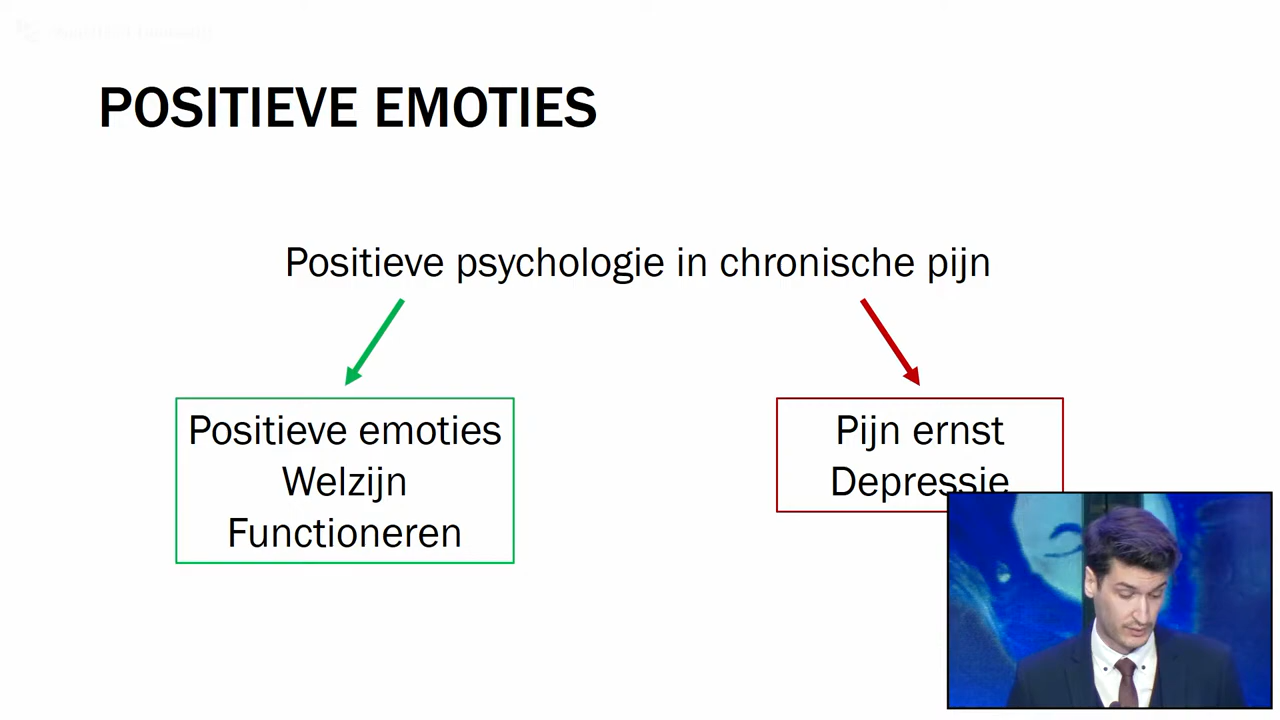 POSITIEVE EMOTIES
Positieve psychologie in chronische pijn
Positieve emoties
Welzijn
Functioneren
Pijn ernst
Depressie